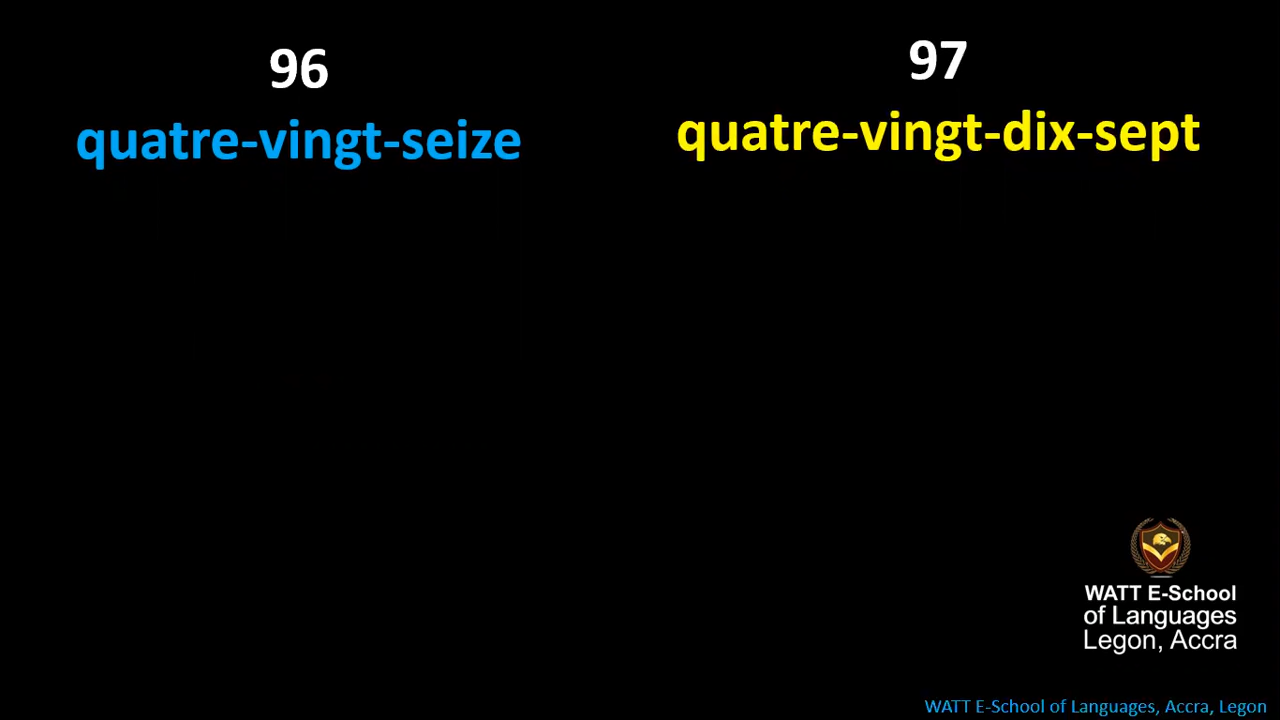 96
quatre-vingt-seize
97
quatre-vingt-dix-sept
WATT E-School
of Languages
Legon, Accra
WATT E-School of Languages, Accra, Legon